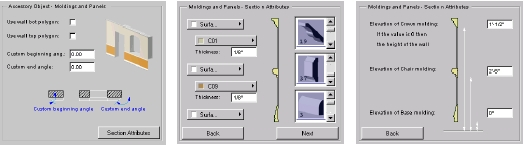 Accessory Object - Moldings and Panels
Use wall bot polygon:
Use wall top polygon:
Custom beginning ang.: 0.00
Custom end angle: 0.00
Custom beginning angle
Custom end angle
Section Attributes
Moldings and Panels - Section Attributes
Surfa...
C01
Thickness: 1/8"
Surfa...
C09
Thickness: 1/8"
Surfa...
19
17
3
Back
Next
Moldings and Panels - Section Attributes
Elevation of Crown molding: 1'-1/2"
If the value is 0 then
the height of the wall
Elevation of Chair molding:
Elevation of Base molding: 0"
Back